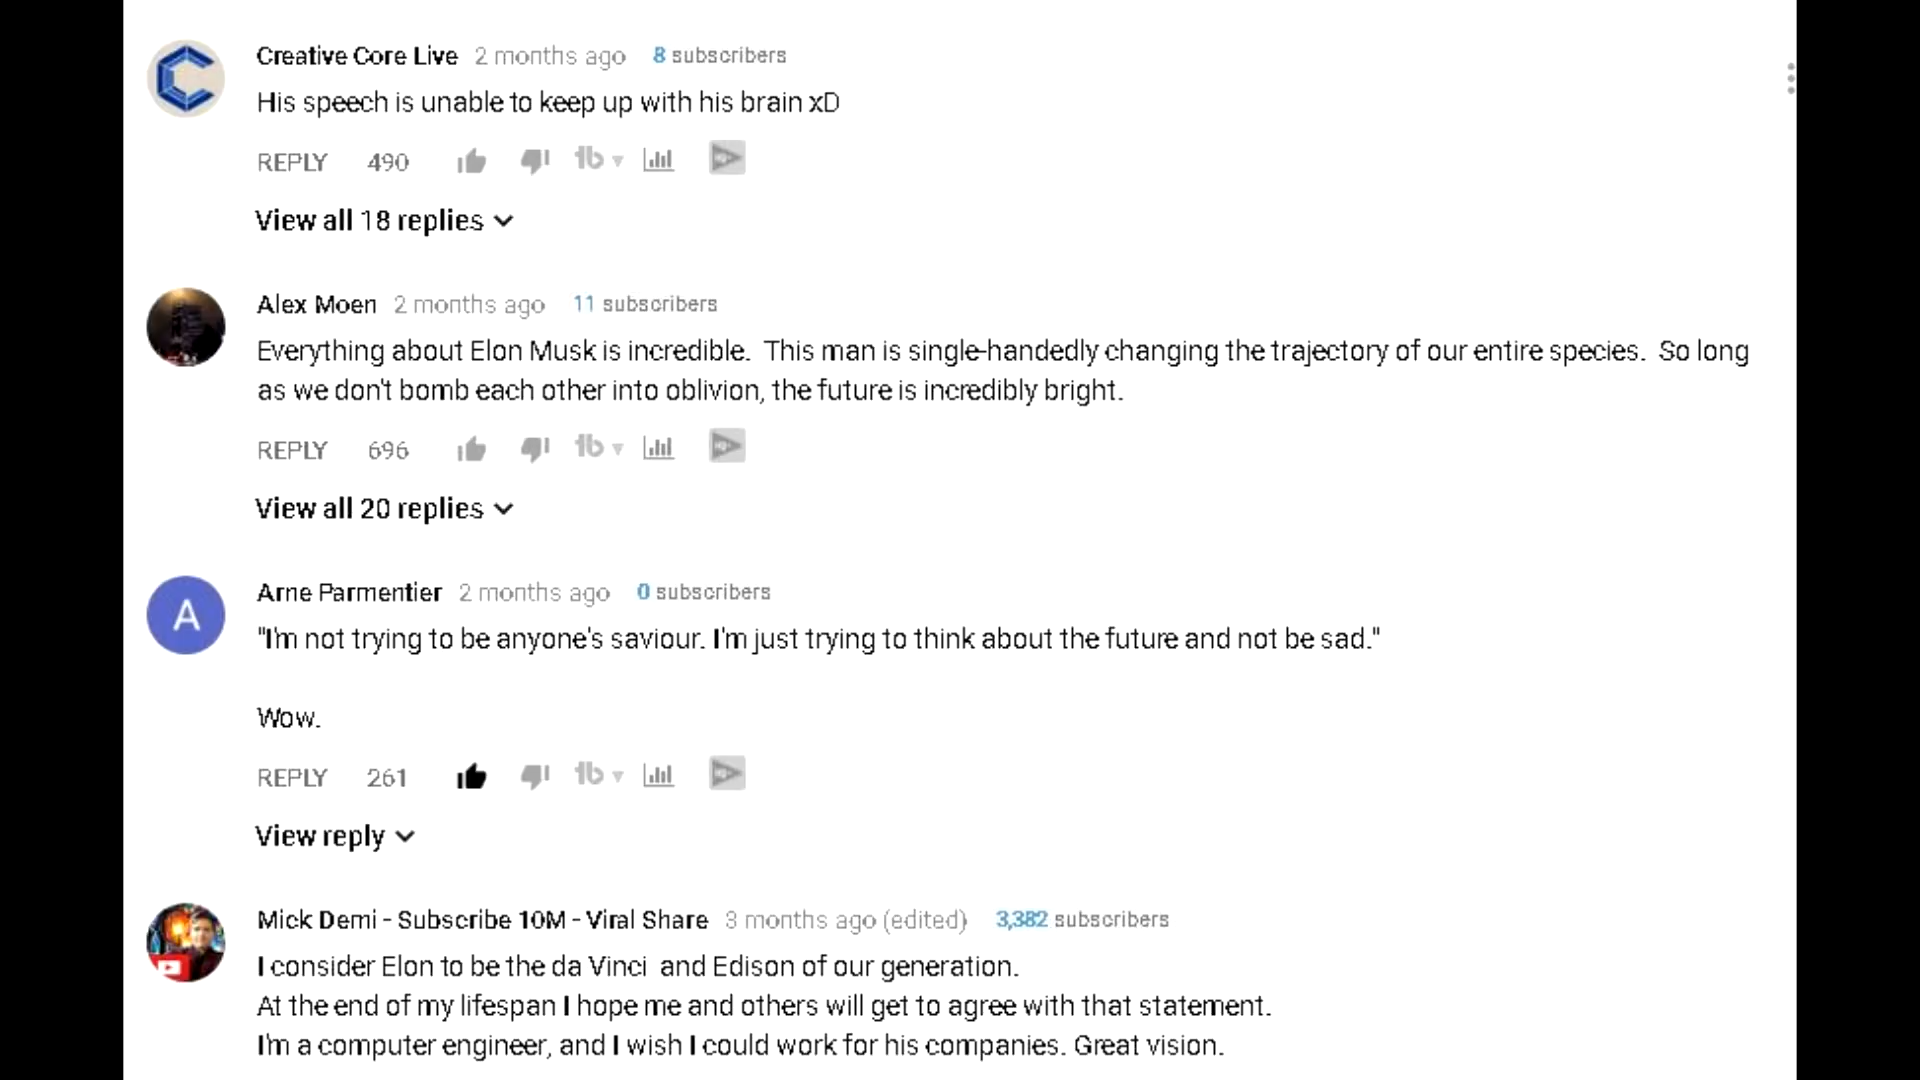 Creative Core Live 2 months ago 8 subscribers
His speech is unable to keep up with his brain xD
REPLY 490
View all 18 replies
Alex Moen 2 months ago 11 subscribers
Everything about Elon Musk is incredible. This man is single-handedly changing the trajectory of our entire species. So long
as we don't bomb each other into oblivion, the future is incredibly bright.
REPLY 696
View all 20 replies
A
Arne Parmentier 2 months ago 0 subscribers
"I'm not trying to be anyone's saviour. I'm just trying to think about the future and not be sad."
Wow.
REPLY 261
View reply
Mick Demi - Subscribe 10M - Viral Share 3 months ago (edited) 3,382 subscribers
I consider Elon to be the da Vinci and Edison of our generation.
At the end of my lifespan I hope me and others will get to agree with that statement.
I'm a computer engineer, and I wish I could work for his companies. Great vision.